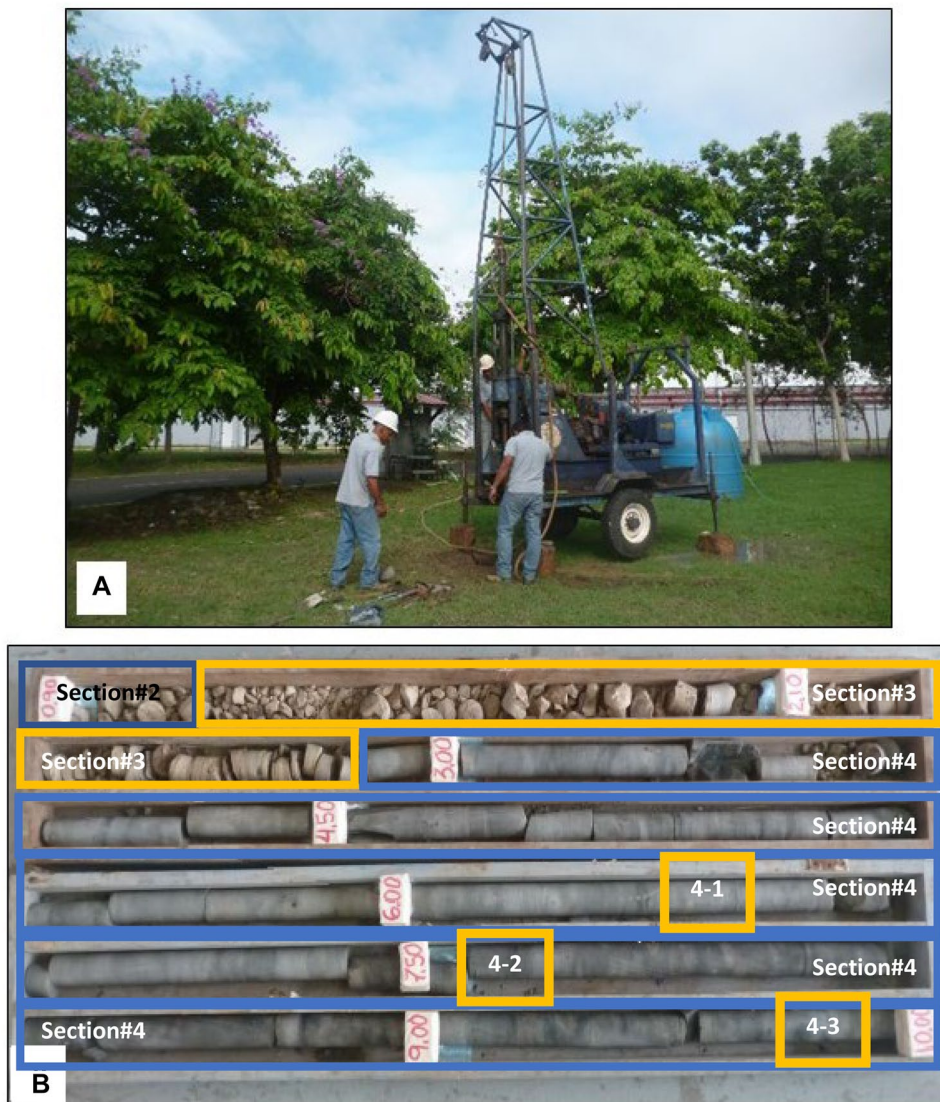 A
0,90
Section#2
2,10
Section#3
Section#3
3,00
Section#4
4,50
Section#4
6,00
4-1
Section#4
7,50
4-2
Section#4
Section#4
9,00
4-3
10,00
B